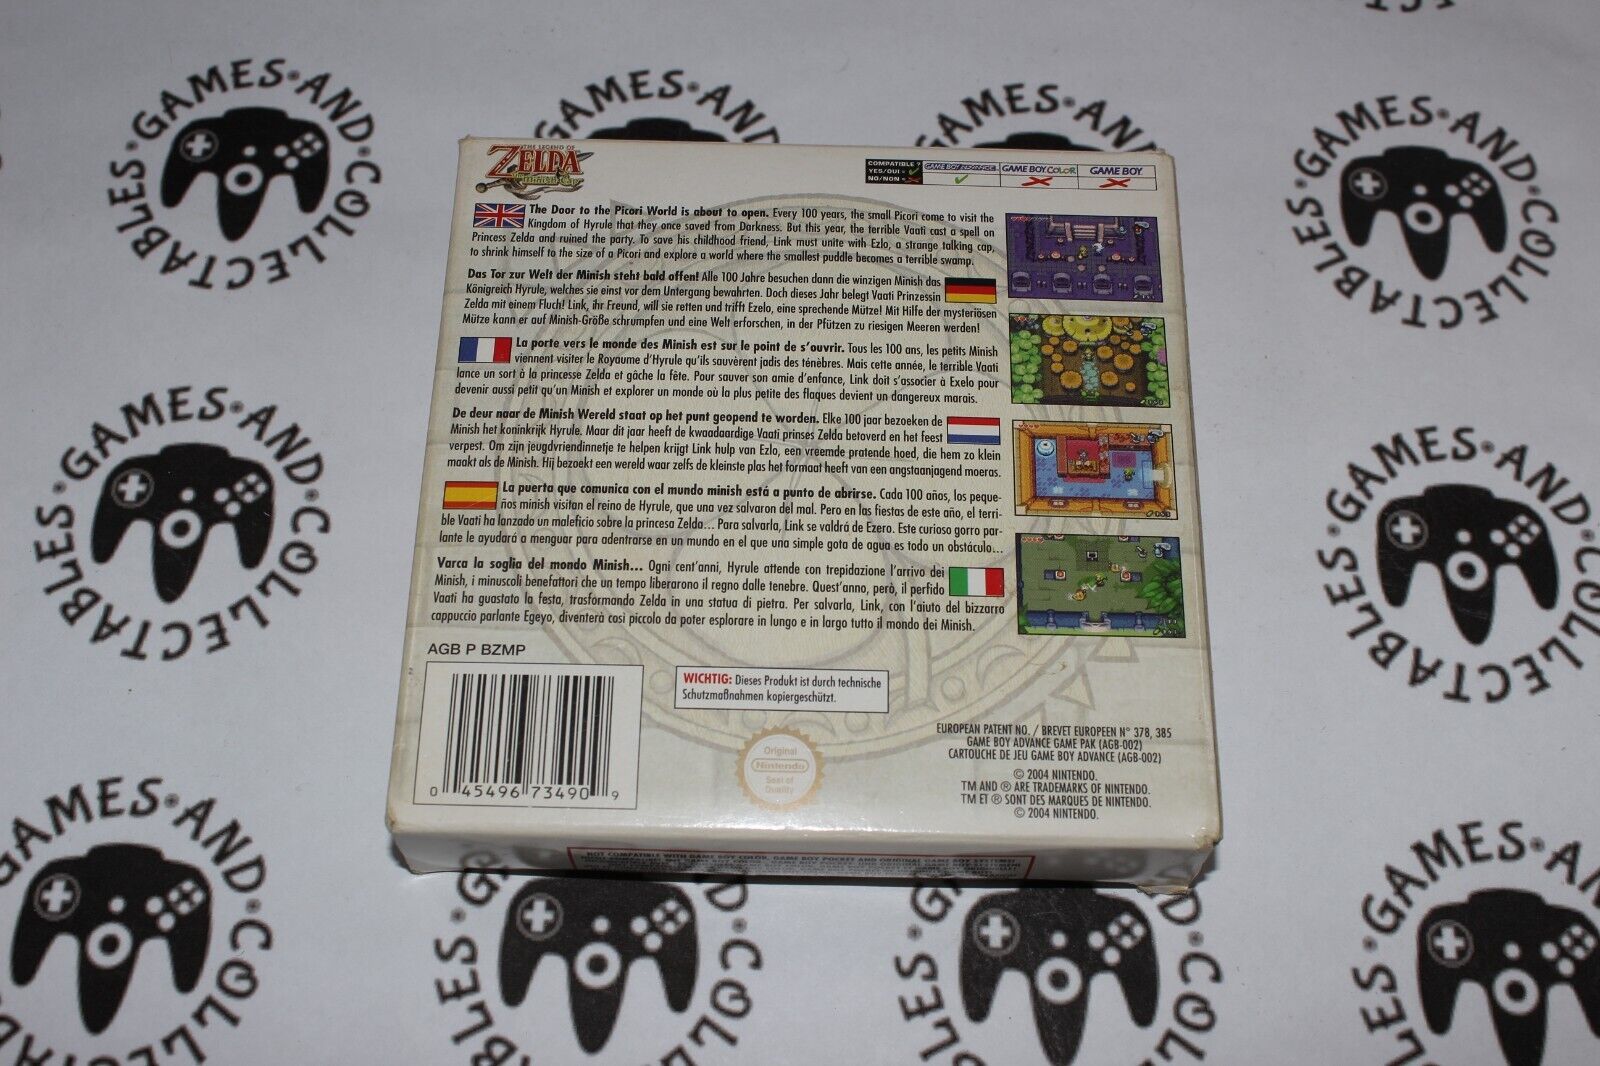 THE LEGEND OF
ZELDA
The Minish Cap
COMPATIBLE ?
YES/OUI =
NO/NON =
GAME BOY ADVANCE
GAME BOY COLOR
GAME BOY
The Door to the Picori World is about to open. Every 100 years, the small Picori come to visit the
Kingdom of Hyrule that they once saved from Darkness. But this year, the terrible Vaati cast a spell on
Princess Zelda and ruined the party. To save his childhood friend, Link must unite with Ezlo, a strange talking cap,
to shrink himself to the size of a Picori and explore a world where the smallest puddle becomes a terrible swamp.
Das Tor zur Welt der Minish steht bald offen! Alle 100 Jahre besuchen dann die winzigen Minish das
Königreich Hyrule, welches sie einst vor dem Untergang bewahrten. Doch dieses Jahr belegt Vaati Prinzessin
Zelda mit einem Fluch! Link, ihr Freund, will sie retten und trifft Ezelo, eine sprechende Mütze! Mit Hilfe der mysteriösen
Mütze kann er auf Minish-Größe schrumpfen und eine Welt erforschen, in der Pfützen zu riesigen Meeren werden!
La porte vers le monde des Minish est sur le point de s'ouvrir. Tous les 100 ans, les petits Minish
viennent visiter le Royaume d'Hyrule qu'ils sauvèrent jadis des ténèbres. Mais cette année, le terrible Vaati
lance un sort à la princesse Zelda et gâche la fête. Pour sauver son amie d'enfance, Link doit s'associer à Exelo pour
devenir aussi petit qu'un Minish et explorer un monde où la plus petite des flaques devient un dangereux marais.
De deur naar de Minish Wereld staat op het punt geopend te worden. Elke 100 jaar bezoeken de
Minish het koninkrijk Hyrule. Maar dit jaar heeft de kwaadaardige Vaati prinses Zelda betoverd en het feest
verpest. Om zijn jeugdvriendinnetje te helpen krijgt Link hulp van Ezlo, een vreemde pratende hoed, die hem zo klein
maakt als de Minish. Hij bezoekt een wereld waar zelfs de kleinste plas het formaat heeft van een angstaanjagend moeras.
La puerta que comunica con el mundo minish está a punto de abrirse. Cada 100 años, los peque-
ños minish visitan el reino de Hyrule, que una vez salvaron del mal. Pero en las fiestas de este año, el terri-
ble Vaati ha lanzado un maleficio sobre la princesa Zelda... Para salvarla, Link se valdrá de Ezero. Este curioso gorro par-
lante le ayudará a menguar para adentrarse en un mundo en el que una simple gota de agua es todo un obstáculo...
Varca la soglia del mondo Minish... Ogni cent'anni, Hyrule attende con trepidazione l'arrivo dei
Minish, i minuscoli benefattori che un tempo liberarono il regno dalle tenebre. Quest'anno, però, il perfido
Vaati ha guastato la festa, trasformando Zelda in una statua di pietra. Per salvarla, Link, con l'aiuto del bizzarro
cappuccio parlante Egeyo, diventerà così piccolo da poter esplorare in lungo e in largo tutto il mondo dei Minish.
AGB P BZMP
0 45496 73490 9
WICHTIG: Dieses Produkt ist durch technische
Schutzmaßnahmen kopiergeschützt.
Original
Nintendo
Seal of
Quality
EUROPEAN PATENT NO. / BREVET EUROPEEN N° 378, 385
GAME BOY ADVANCE GAME PAK (AGB-002)
CARTOUCHE DE JEU GAME BOY ADVANCE (AGB-002)
© 2004 NINTENDO.
TM AND ® ARE TRADEMARKS OF NINTENDO.
TM ET ® SONT DES MARQUES DE NINTENDO.
© 2004 NINTENDO.
NOT COMPATIBLE WITH GAME BOY COLOR, GAME BOY POCKET AND ORIGINAL GAME BOY SYSTEMS!
GAMES·AND·COLLECTABLES
GAMES·AND
GAMES·AND
GAMES·AND·COLLECTABLES
GAMES·AND·COLLECTABLES
GAMES·AND·COLLECTABLES
GAMES·AND·COLLECTABLES
COLLECTABLES
COLLECTABLES
GAMES·AND